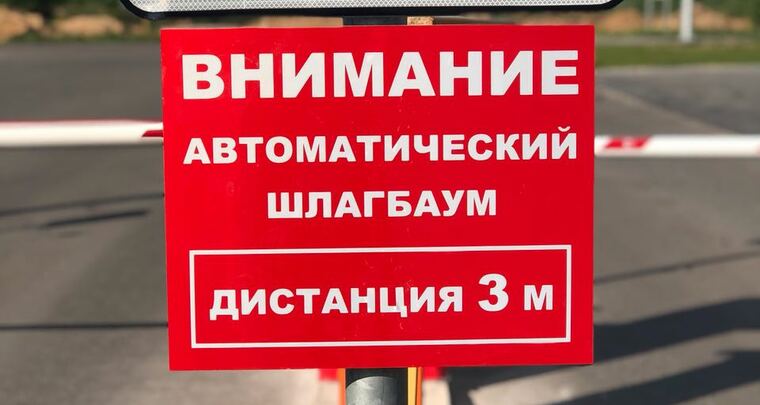 ВНИМАНИЕ
АВТОМАТИЧЕСКИЙ
ШЛАГБАУМ
ДИСТАНЦИЯ 3 М